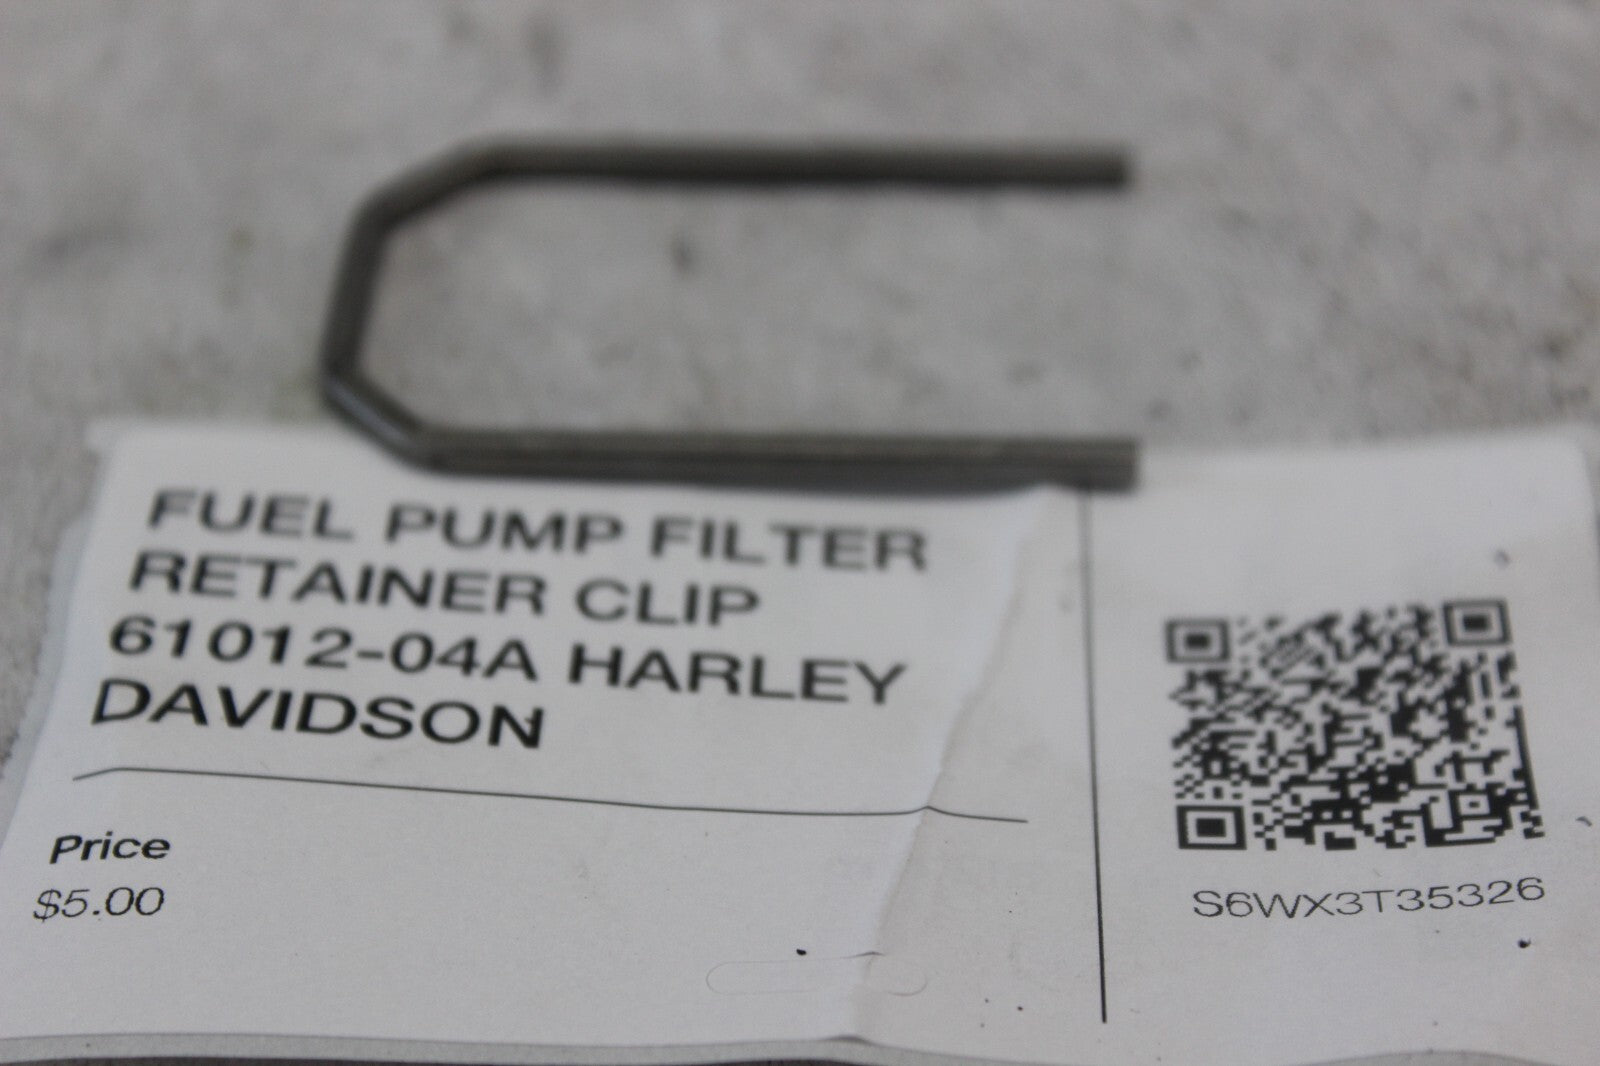 FUEL PUMP FILTER
RETAINER CLIP
61012-04A HARLEY
DAVIDSON
Price
$5.00
S6WX3T35326